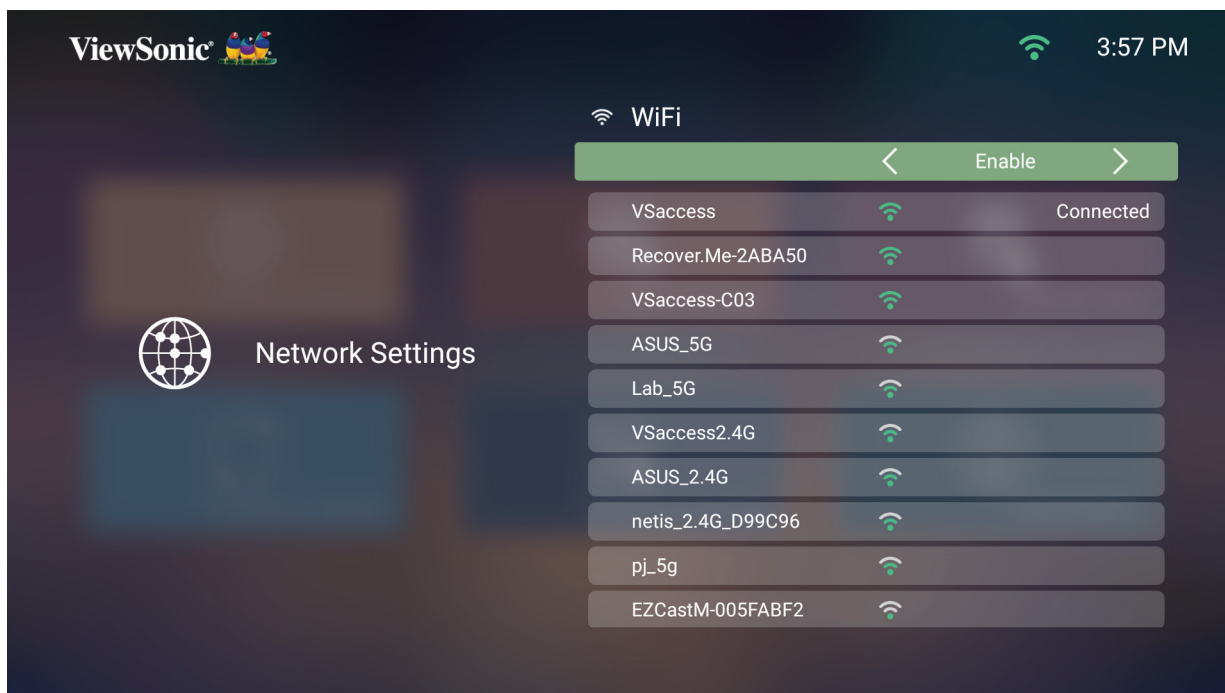 ViewSonic
3:57 PM
WiFi
Enable
Network Settings
VSaccess Connected
Recover.Me-2ABA50
VSaccess-C03
ASUS_5G
Lab_5G
VSaccess2.4G
ASUS_2.4G
netis_2.4G_D99C96
pj_5g
EZCastM-005FABF2